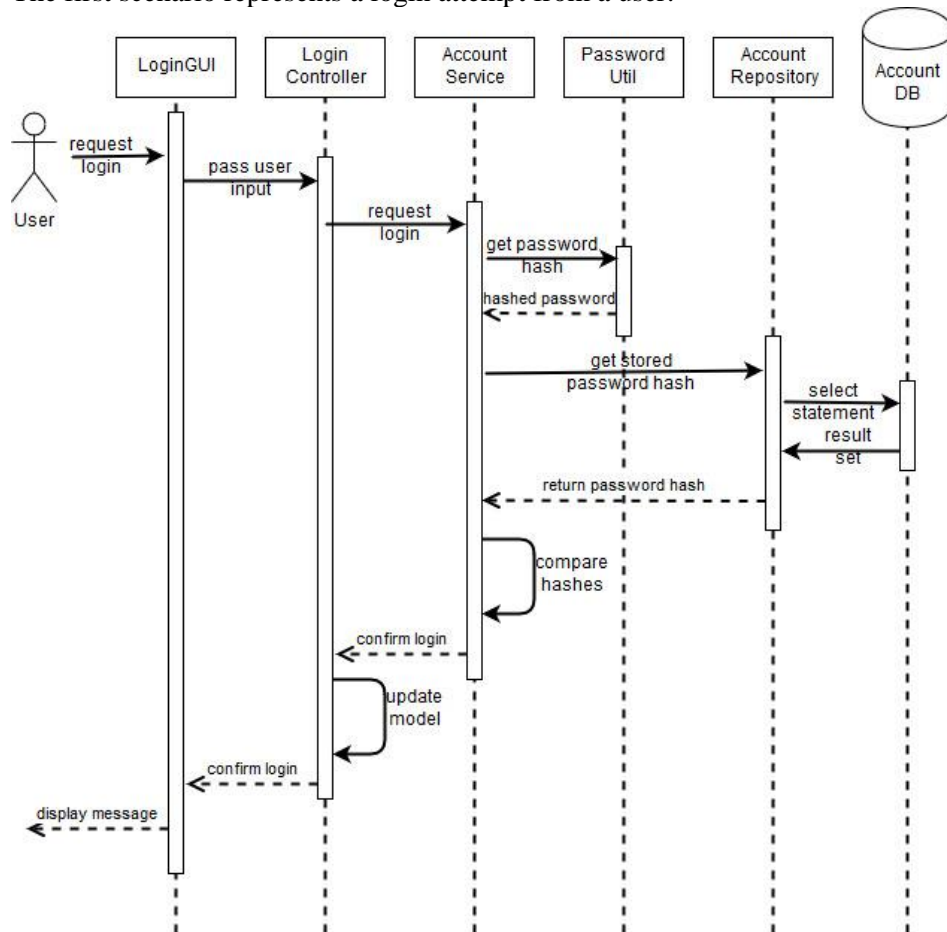 The first scenario represents a login attempt from a user.
LoginGUI
Login
Controller
Account
Service
Password
Util
Account
Repository
Account
DB
User
request
login
pass user
input
request
login
get password
hash
hashed password
get stored
password hash
select
statement
result
set
return password hash
compare
hashes
confirm login
update
model
confirm login
display message